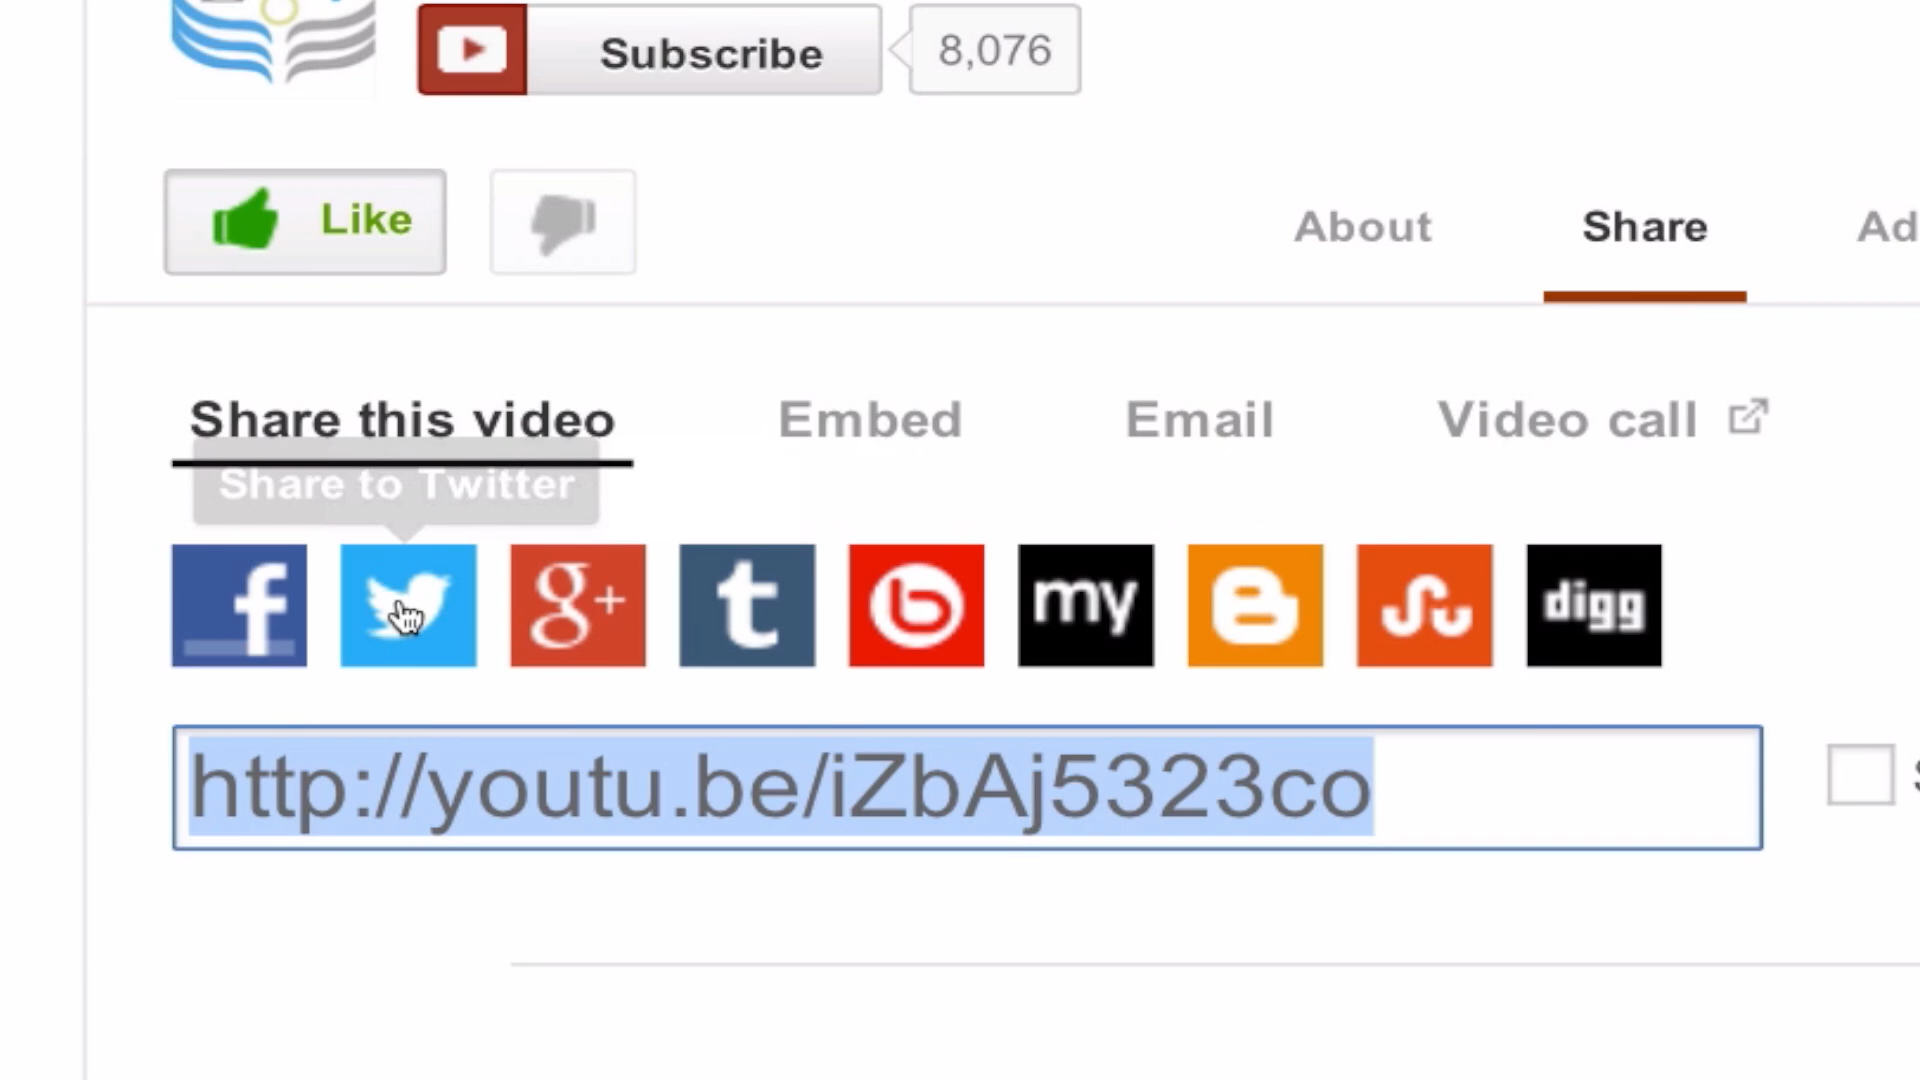 Subscribe 8,076
Like
About Share Ad
Share this video Embed Email Video call
Share to Twitter
f g+ t b my B digg
http://youtu.be/iZbAj5323co